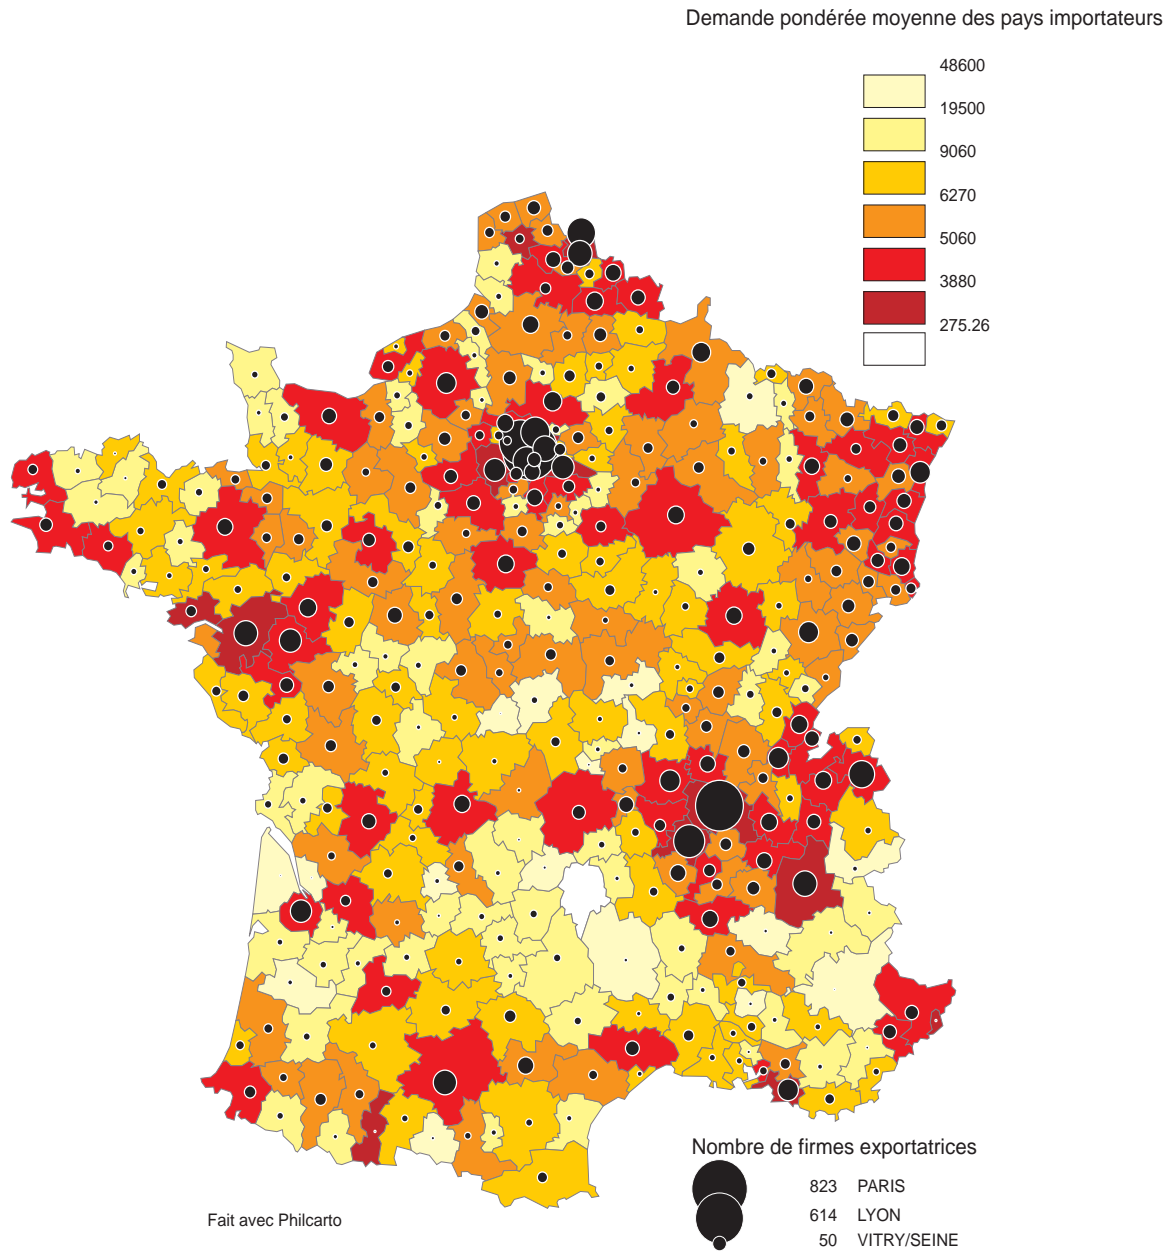 Demande pondérée moyenne des pays importateurs
48600
19500
9060
6270
5060
3880
275.26
Nombre de firmes exportatrices
823 PARIS
614 LYON
50 VITRY/SEINE
Fait avec Philcarto